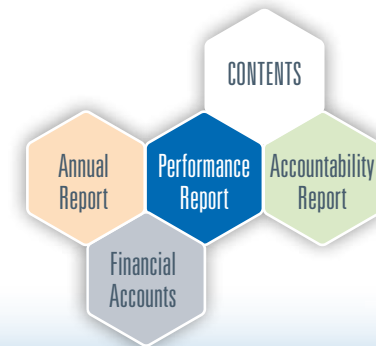 CONTENTS
Annual
Report
Performance
Report
Accountability
Report
Financial
Accounts